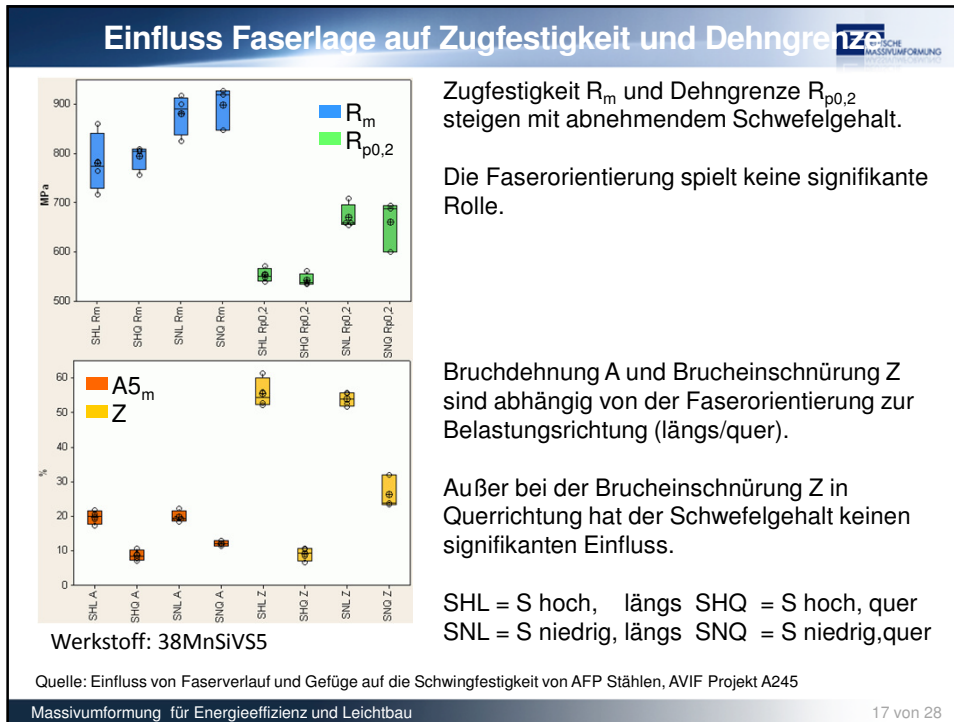 Einfluss Faserlage auf Zugfestigkeit und Dehngrenze
MASSIVUMFORMUNG
900
800
700
600
500
MPa
Rm
Rp0,2
SHL Rm
SHQ Rm
SNL Rm
SNQ Rm
SHL Rp0,2
SHQ Rp0,2
SNL Rp0,2
SNQ Rp0,2
Zugfestigkeit Rm und Dehngrenze Rp0,2
steigen mit abnehmendem Schwefelgehalt.
Die Faserorientierung spielt keine signifikante
Rolle.
60
50
40
30
20
10
0
%
A5m
Z
SHL A
SHQ A
SNL A
SNQ A
SHL Z
SHQ Z
SNL Z
SNQ Z
Werkstoff: 38MnSiVS5
Bruchdehnung A und Brucheinschnürung Z
sind abhängig von der Faserorientierung zur
Belastungsrichtung (längs/quer).
Außer bei der Brucheinschnürung Z in
Querrichtung hat der Schwefelgehalt keinen
signifikanten Einfluss.
SHL = S hoch, längs SHQ = S hoch, quer
SNL = S niedrig, längs SNQ = S niedrig,quer
Quelle: Einfluss von Faserverlauf und Gefüge auf die Schwingfestigkeit von AFP Stählen, AVIF Projekt A245
Massivumformung für Energieeffizienz und Leichtbau
17 von 28